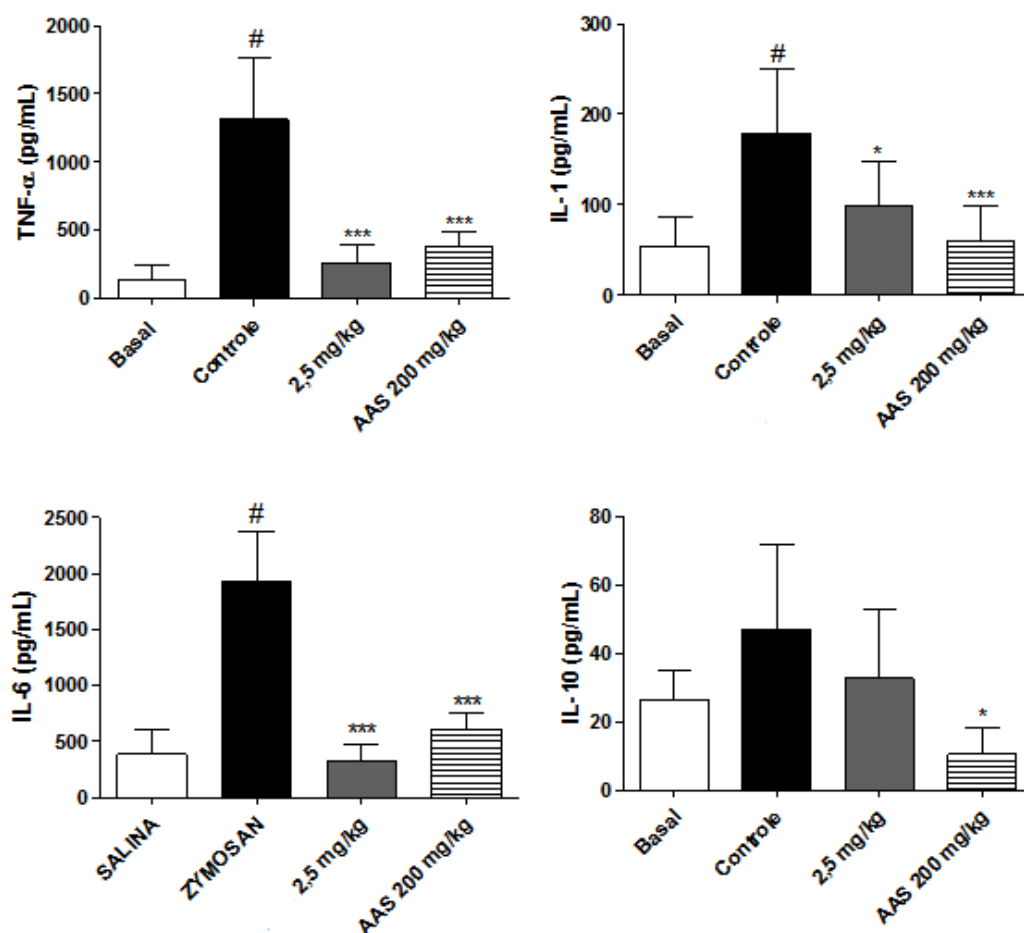 TNF-α (pg/mL)
2000
1500
1000
500
0
#
***
***
Basal
Controle
2,5 mg/kg
AAS 200 mg/kg
IL-1 (pg/mL)
300
200
100
0
#
*
***
Basal
Controle
2,5 mg/kg
AAS 200 mg/kg
IL-6 (pg/mL)
2500
2000
1500
1000
500
0
#
***
***
SALINA
ZYMOSAN
2,5 mg/kg
AAS 200 mg/kg
IL-10 (pg/mL)
80
60
40
20
0
*
Basal
Controle
2,5 mg/kg
AAS 200 mg/kg